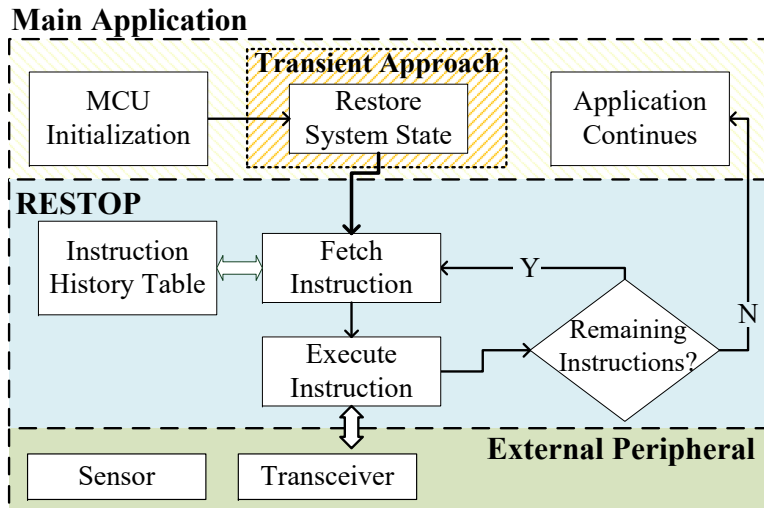 Main Application
Transient Approach
MCU
Initialization
Restore
System State
Application
Continues
RESTOP
Instruction
History Table
Fetch
Instruction
Y
N
Remaining
Instructions?
Execute
Instruction
External Peripheral
Sensor
Transceiver